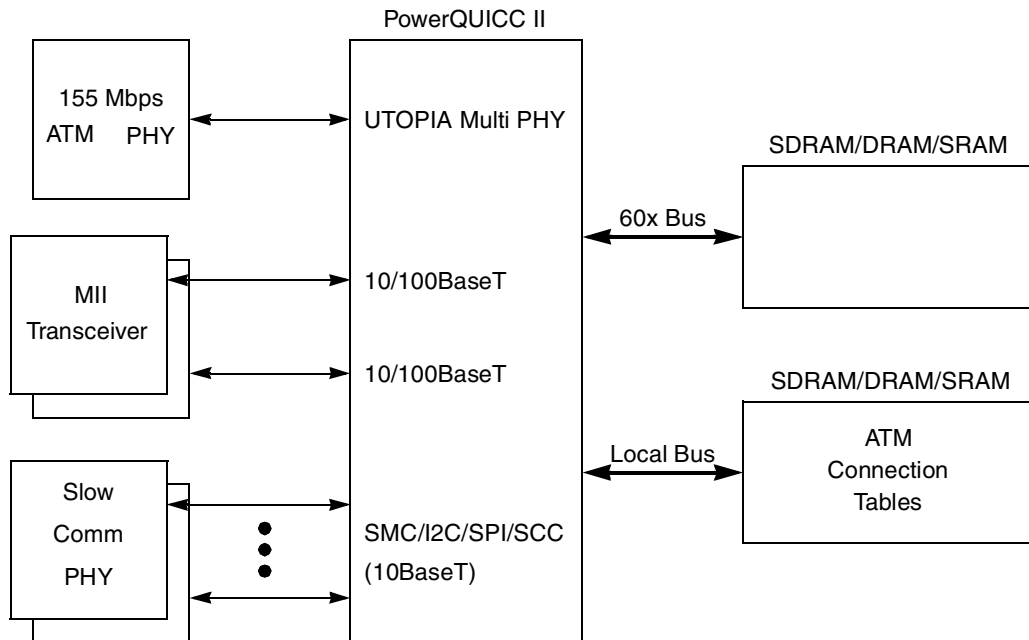 PowerQUICC II
155 Mbps
ATM PHY
UTOPIA Multi PHY
SDRAM/DRAM/SRAM
60x Bus
MII
Transceiver
10/100BaseT
10/100BaseT
SDRAM/DRAM/SRAM
ATM
Connection
Tables
Local Bus
Slow
Comm
PHY
SMC/I2C/SPI/SCC
(10BaseT)